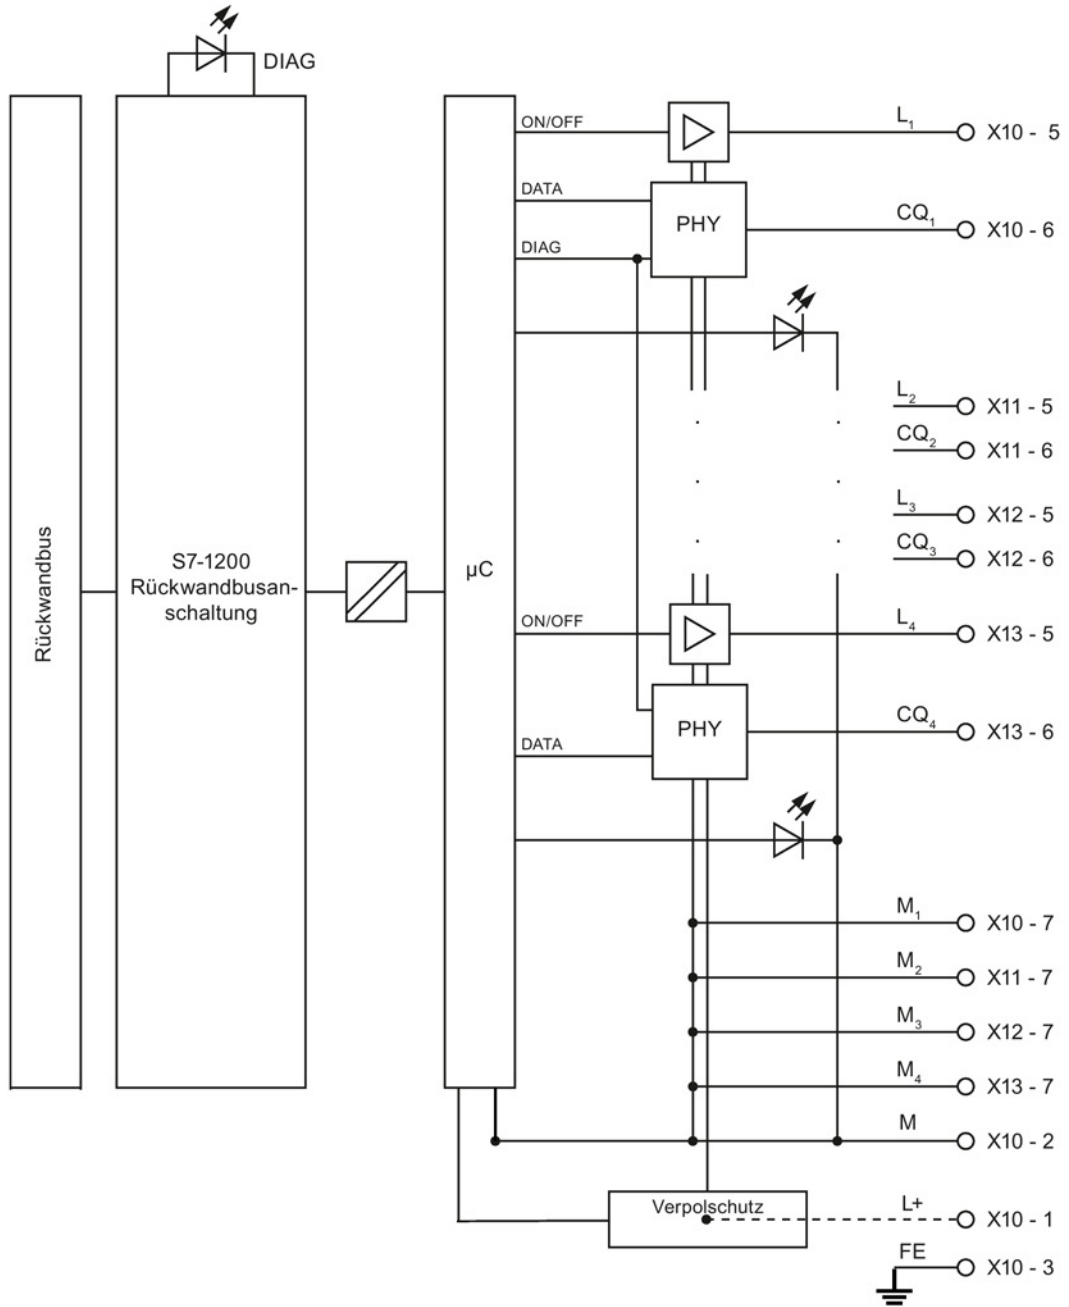 DIAG
ON/OFF
L1
X10 - 5
DATA
PHY
CQ1
X10 - 6
DIAG
L2
X11 - 5
CQ2
X11 - 6
L3
X12 - 5
CQ3
X12 - 6
Rückwandbus
S7-1200
Rückwandbusan-
schaltung
µC
ON/OFF
L4
X13 - 5
CQ4
X13 - 6
PHY
DATA
M1
X10 - 7
M2
X11 - 7
M3
X12 - 7
M4
X13 - 7
M
X10 - 2
Verpolschutz
L+
X10 - 1
FE
X10 - 3